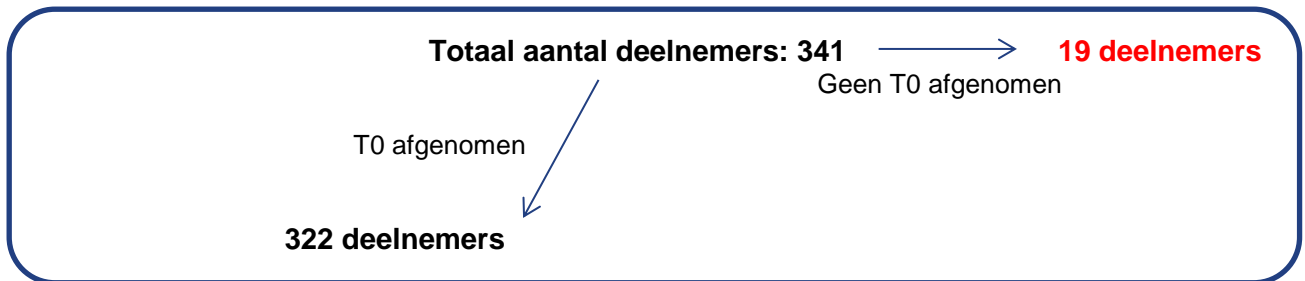 Totaal aantal deelnemers: 341
19 deelnemers
Geen T0 afgenomen
T0 afgenomen
322 deelnemers